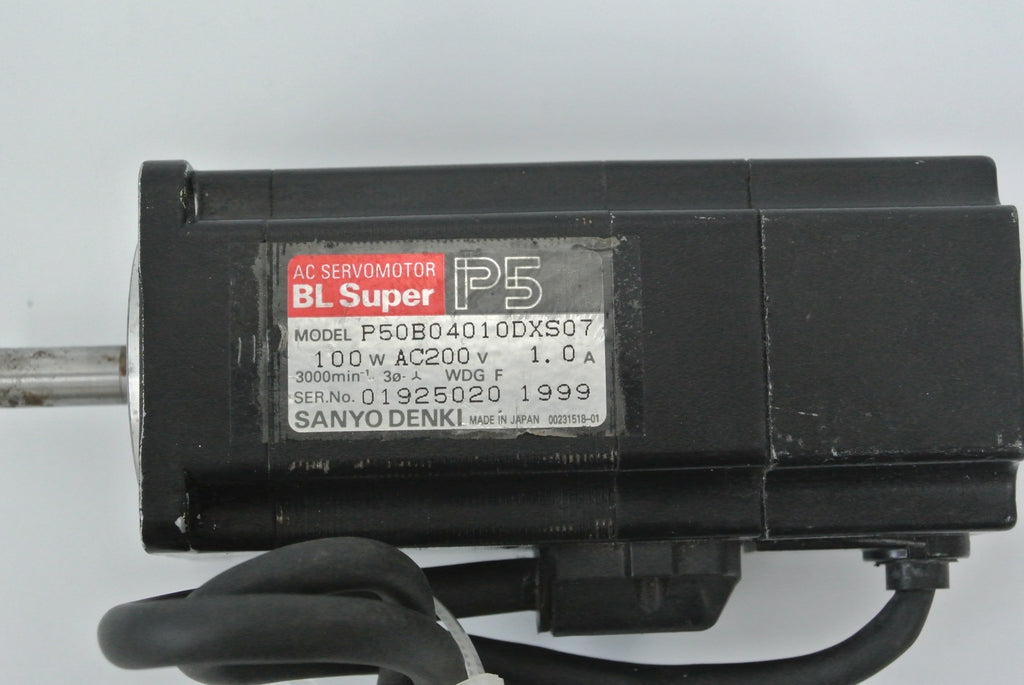 AC SERVOMOTOR
BL Super P5
MODEL P50B04010DXS07
100 W AC200 V 1.0 A
3000min⁻¹ 3ø- ⅄ WDG F
SER.No. 01925020 1999
SANYO DENKI MADE IN JAPAN 00231518-01